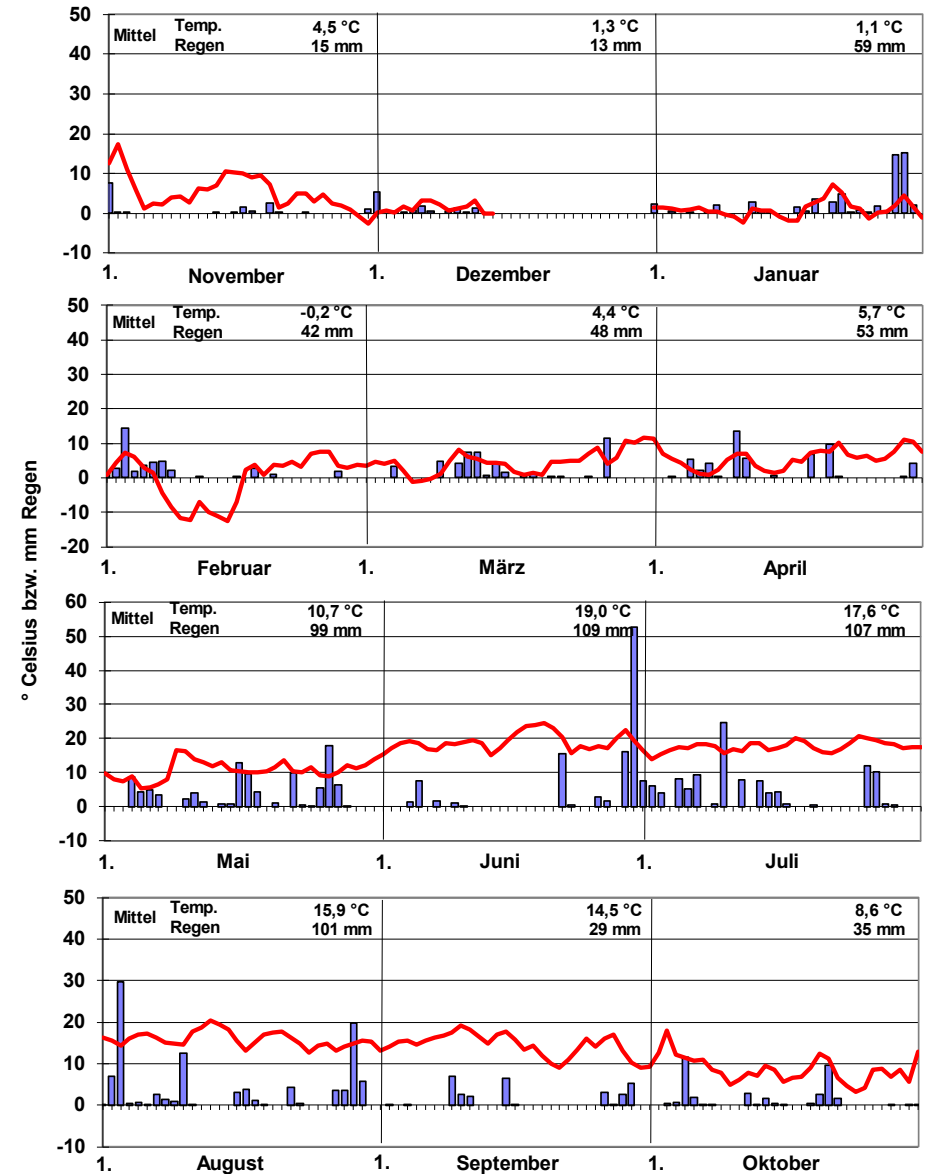 ° Celsius bzw. mm Regen
50
40
30
20
10
0
-10
Mittel Temp. 4,5 °C 1,3 °C 1,1 °C
Regen 15 mm 13 mm 59 mm
1. November 1. Dezember 1. Januar
50
40
30
20
10
0
-10
-20
Mittel Temp. -0,2 °C 4,4 °C 5,7 °C
Regen 42 mm 48 mm 53 mm
1. Februar 1. März 1. April
60
50
40
30
20
10
0
-10
Mittel Temp. 10,7 °C 19,0 °C 17,6 °C
Regen 99 mm 109 mm 107 mm
1. Mai 1. Juni 1. Juli
50
40
30
20
10
0
-10
Mittel Temp. 15,9 °C 14,5 °C 8,6 °C
Regen 101 mm 29 mm 35 mm
1. August 1. September 1. Oktober